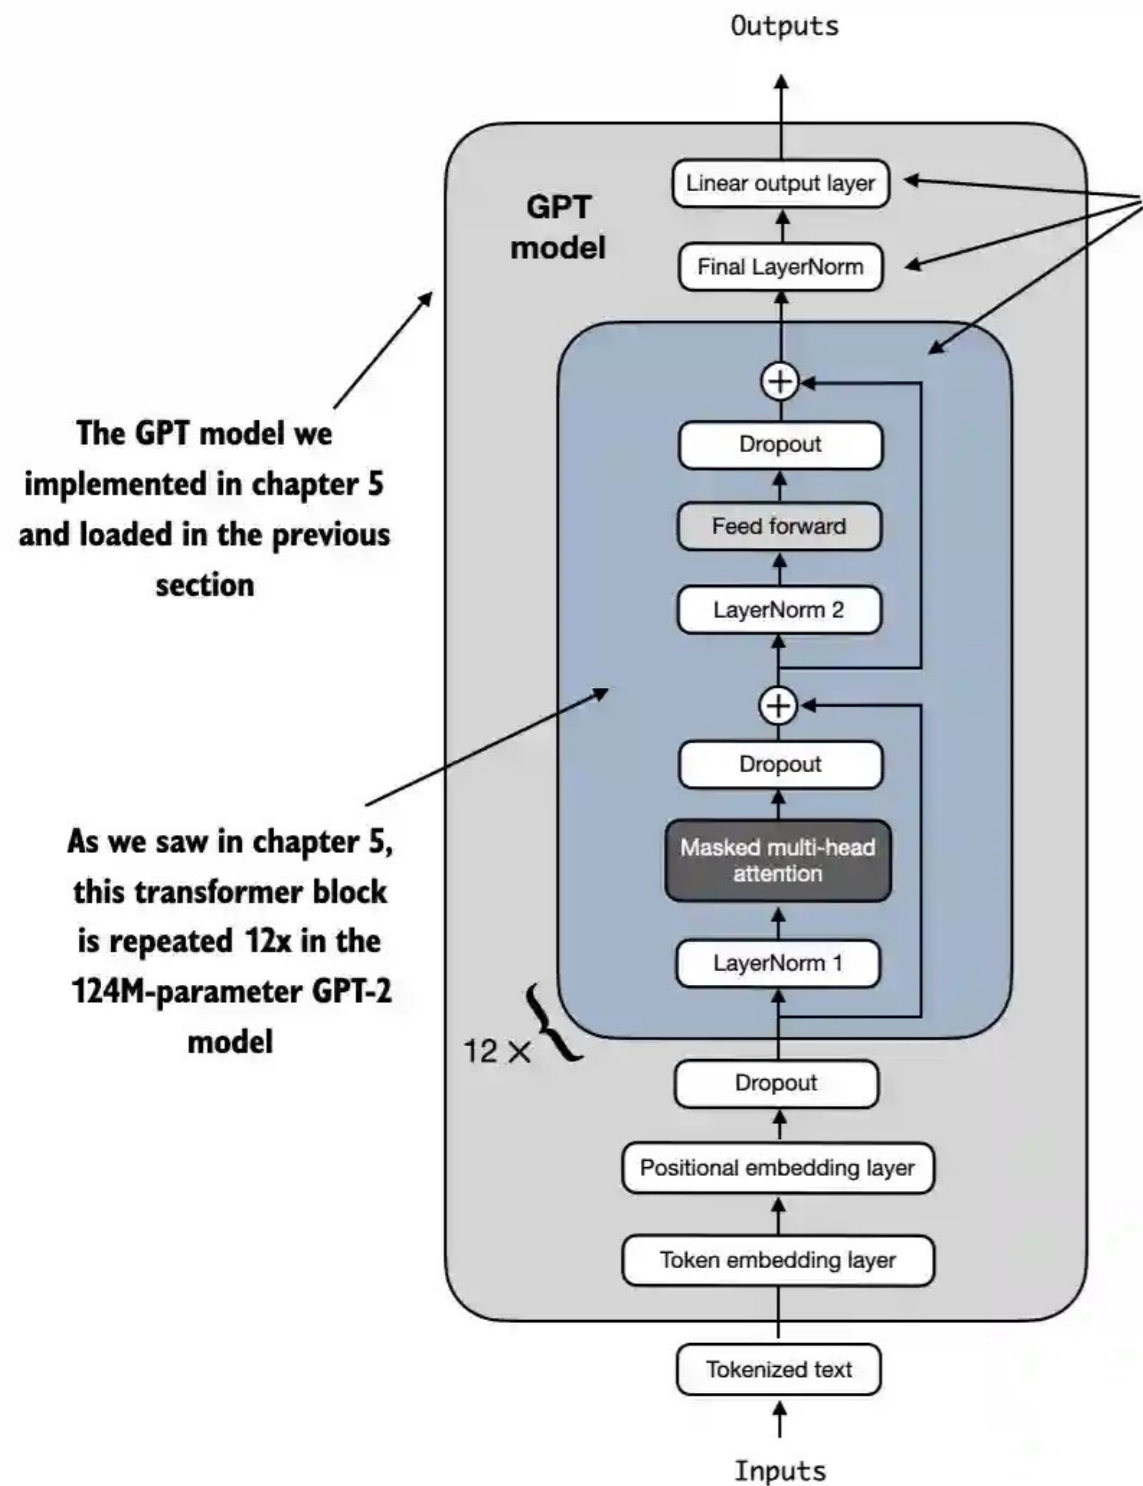 Outputs
Linear output layer
GPT
model
Final LayerNorm
Dropout
The GPT model we
implemented in chapter 5
and loaded in the previous
section
Feed forward
LayerNorm 2
Dropout
Masked multi-head
attention
As we saw in chapter 5,
this transformer block
is repeated 12x in the
124M-parameter GPT-2
model
LayerNorm 1
12 ×
Dropout
Positional embedding layer
Token embedding layer
Tokenized text
Inputs